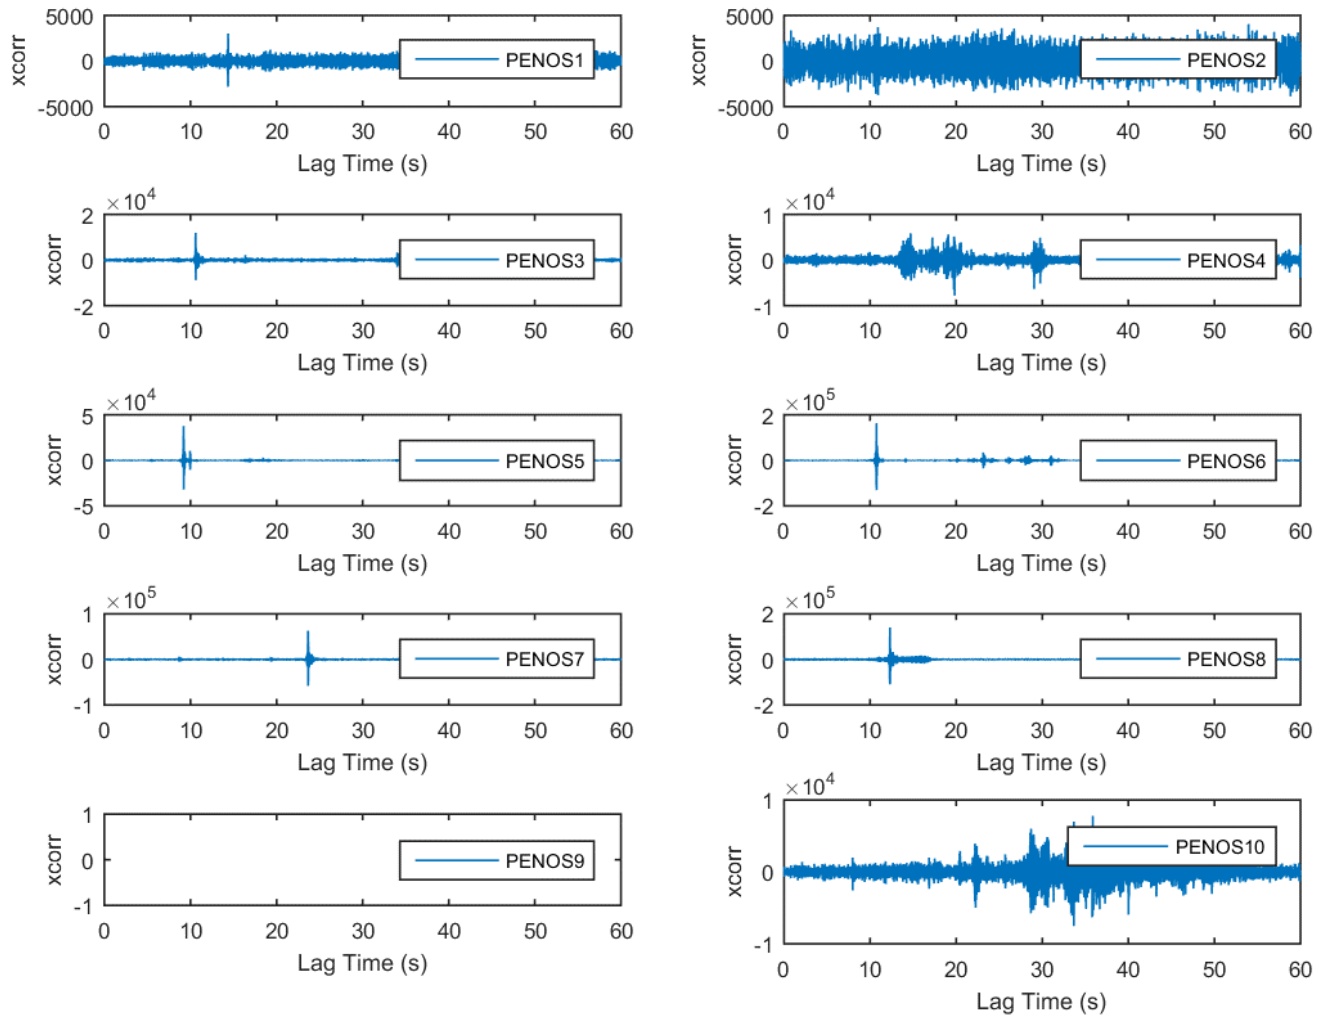 5000
0
-5000
xcorr
PENOS1
0 10 20 30 40 50 60
Lag Time (s)
5000
0
-5000
xcorr
PENOS2
0 10 20 30 40 50 60
Lag Time (s)
×10^4
2
0
-2
xcorr
PENOS3
0 10 20 30 40 50 60
Lag Time (s)
×10^4
1
0
-1
xcorr
PENOS4
0 10 20 30 40 50 60
Lag Time (s)
×10^4
5
0
-5
xcorr
PENOS5
0 10 20 30 40 50 60
Lag Time (s)
×10^5
2
0
-2
xcorr
PENOS6
0 10 20 30 40 50 60
Lag Time (s)
×10^5
1
0
-1
xcorr
PENOS7
0 10 20 30 40 50 60
Lag Time (s)
×10^5
2
0
-2
xcorr
PENOS8
0 10 20 30 40 50 60
Lag Time (s)
1
0
-1
xcorr
PENOS9
0 10 20 30 40 50 60
Lag Time (s)
×10^4
1
0
-1
xcorr
PENOS10
0 10 20 30 40 50 60
Lag Time (s)